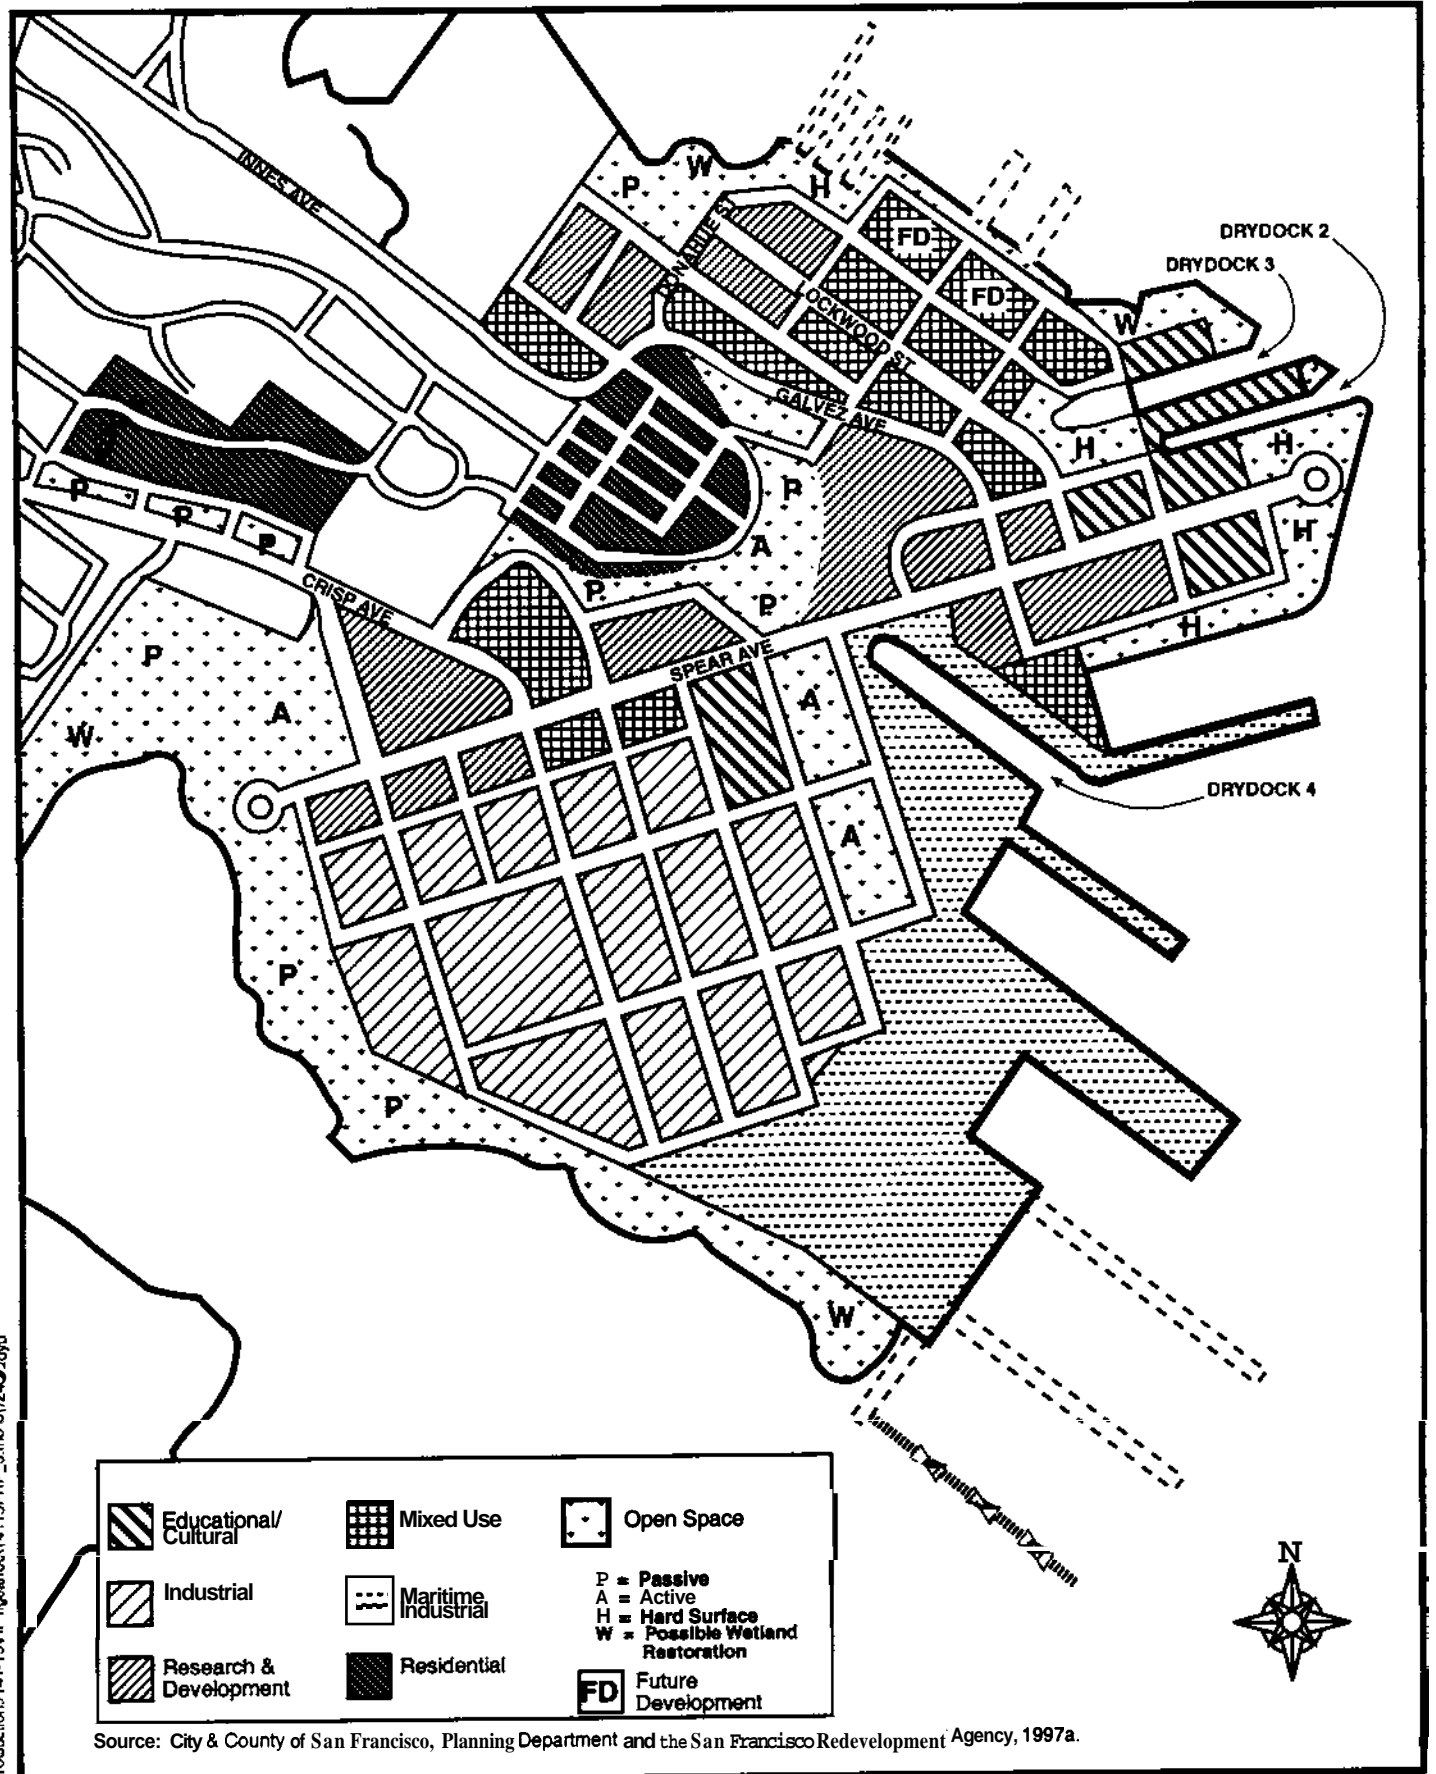 INNES AVE
P
W
H
DONAHUE S
FD
FD
LOCKWOOD ST
GALVEZ AVE
DRYDOCK 2
DRYDOCK 3
W
H
H
H
H
P
A
P
P
P
P
P
CRISP AVE
SPEAR AVE
P
A
W
A
A
DRYDOCK 4
P
P
W
Educational/
Cultural
Mixed Use
Open Space
Industrial
Maritime
Industrial
P = Passive
A = Active
H = Hard Surface
W = Possible Wetland
Restoration
Research &
Development
Residential
FD
Future
Development
N
Source: City & County of San Francisco, Planning Department and the San Francisco Redevelopment Agency, 1997a.